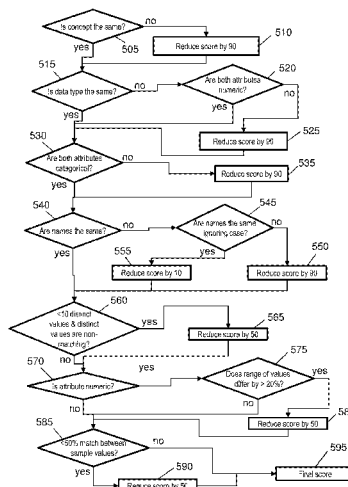 Is concept the same?
no
510
505
yes
Reduce score by 90
515
520
Is data type the same?
no
Are both attributes
numeric?
yes
yes
no
525
Reduce score by 90
530
Are both attributes
categorical?
no
535
Reduce score by 90
yes
540
545
Are names the same?
no
Are names the same
ignoring case?
no
yes
yes
555
550
Reduce score by 10
Reduce score by 90
560
<10 distinct
values & distinct
values are non-
matching?
yes
565
Reduce score by 50
no
yes
570
575
Is attribute numeric?
Does range of values
differ by > 20%?
yes
no
no
Reduce score by 50
585
<50% match between
sample values?
no
595
Final score
yes
590
Reduce score by 50